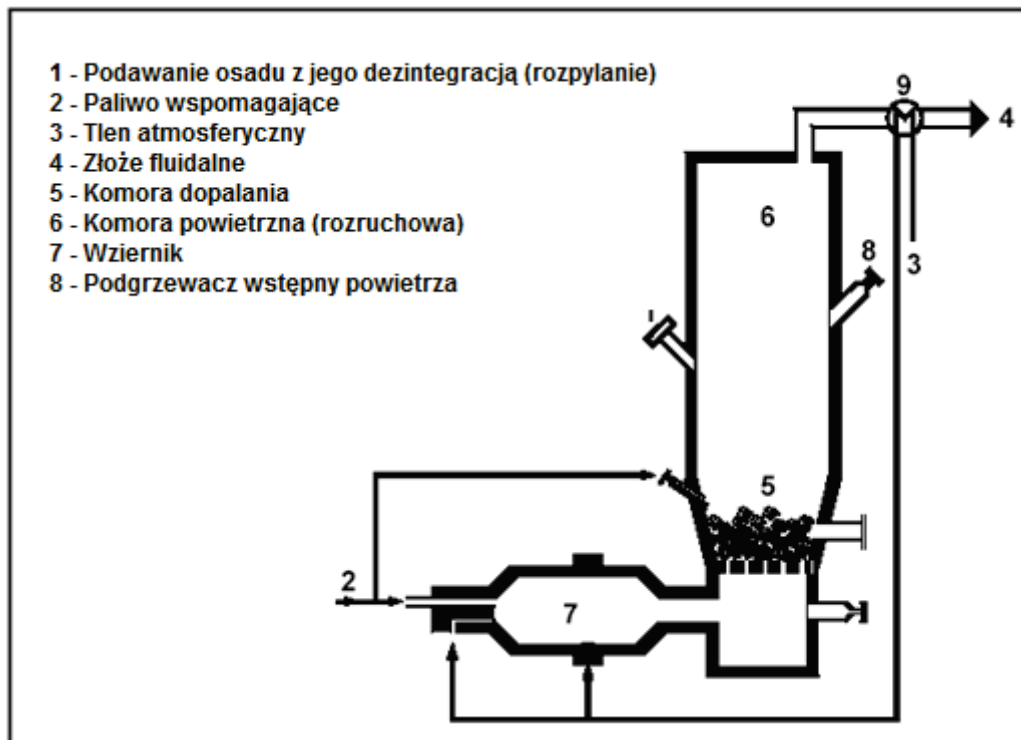 1 - Podawanie osadu z jego dezintegracją (rozpylanie)
2 - Paliwo wspomagające
3 - Tlen atmosferyczny
4 - Złoże fluidalne
5 - Komora dopalania
6 - Komora powietrzna (rozruchowa)
7 - Wziernik
8 - Podgrzewacz wstępny powietrza
9
4
6
8
3
5
2
7